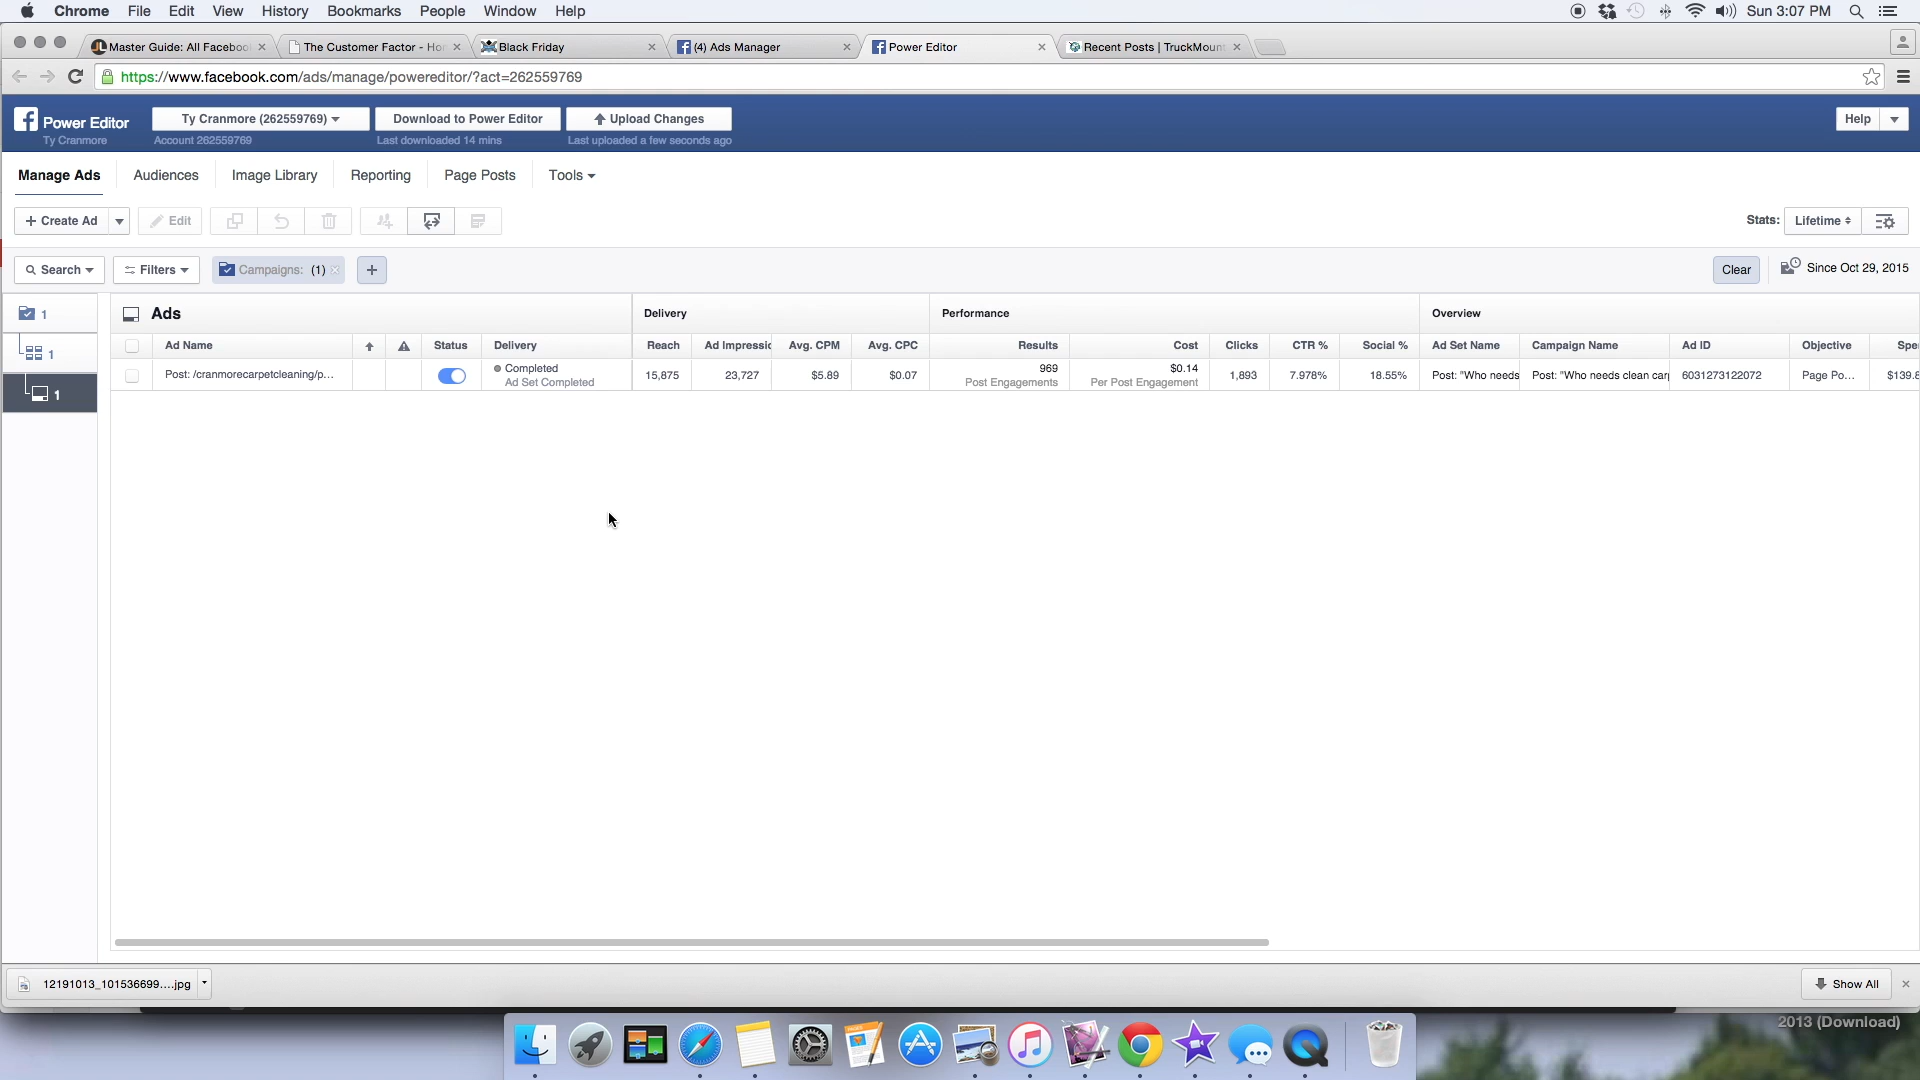 Chrome File Edit View History Bookmarks People Window Help Sun 3:07 PM
Master Guide: All Faceboo The Customer Factor - Ho Black Friday (4) Ads Manager Power Editor Recent Posts | TruckMoun
https://www.facebook.com/ads/manage/powereditor/?act=262559769
Power Editor Ty Cranmore (262559769) Download to Power Editor Upload Changes Help
Ty Cranmore Account 262559769 Last downloaded 14 mins Last uploaded a few seconds ago
Manage Ads Audiences Image Library Reporting Page Posts Tools
+ Create Ad Edit Stats: Lifetime
Search Filters Campaigns: (1) + Clear Since Oct 29, 2015
1 Ads Delivery Performance Overview
1 Ad Name Status Delivery Reach Ad Impressio Avg. CPM Avg. CPC Results Cost Clicks CTR % Social % Ad Set Name Campaign Name Ad ID Objective Spe
Post: /cranmorecarpetcleaning/p... Completed 15,875 23,727 $5.89 $0.07 969 $0.14 1,893 7.978% 18.55% Post: "Who needs Post: "Who needs clean car 6031273122072 Page Po... $139.8
Ad Set Completed Post Engagements Per Post Engagement
1
12191013_101536699....jpg Show All
2013 (Download)